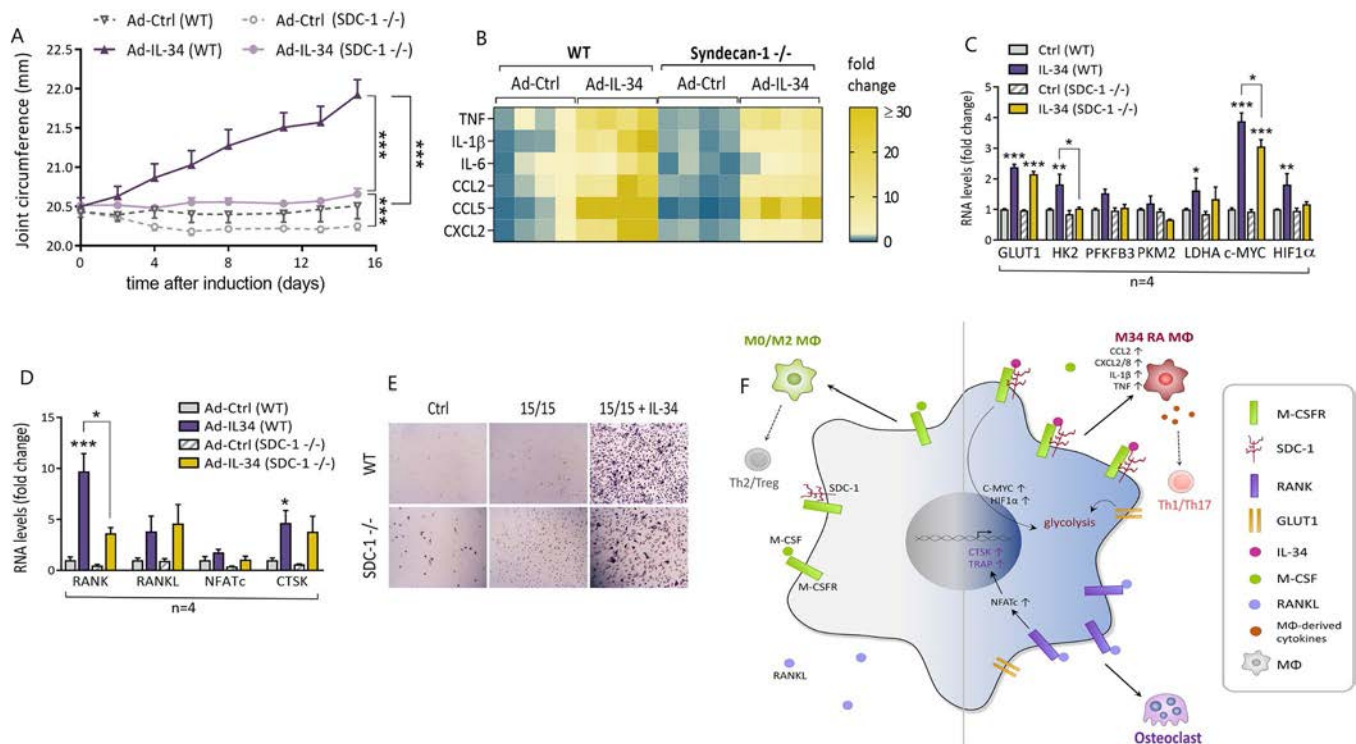 A
Ad-Ctrl (WT)
Ad-Ctrl (SDC-1 -/-)
Ad-IL-34 (WT)
Ad-IL-34 (SDC-1 -/-)
Joint circumference (mm)
22.5
22.0
21.5
21.0
20.5
20.0
0 4 8 12 16
time after induction (days)
***
***
***
B
WT
Syndecan-1 -/-
Ad-Ctrl Ad-IL-34 Ad-Ctrl Ad-IL-34
TNF
IL-1β
IL-6
CCL2
CCL5
CXCL2
fold
change
≥ 30
20
10
0
C
Ctrl (WT)
IL-34 (WT)
Ctrl (SDC-1 -/-)
IL-34 (SDC-1 -/-)
RNA levels (fold change)
5
4
3
2
1
0
*** *** ** * * *** * *** **
GLUT1 HK2 PFKFB3 PKM2 LDHA c-MYC HIF1α
n=4
D
Ad-Ctrl (WT)
Ad-IL34 (WT)
Ad-Ctrl (SDC-1 -/-)
Ad-IL-34 (SDC-1 -/-)
RNA levels (fold change)
15
10
5
0
*** * *
RANK RANKL NFATc CTSK
n=4
E
Ctrl 15/15 15/15 + IL-34
WT
SDC-1 -/-
F
M0/M2 MΦ
Th2/Treg
SDC-1
M-CSF
M-CSFR
RANKL
M34 RA MΦ
CCL2 ↑
CXCL2/8 ↑
IL-1β ↑
TNF ↑
Th1/Th17
C-MYC ↑
HIF1α ↑
glycolysis
CTSK ↑
TRAP ↑
NFATc ↑
Osteoclast
M-CSFR
SDC-1
RANK
GLUT1
IL-34
M-CSF
RANKL
MΦ-derived
cytokines
MΦ